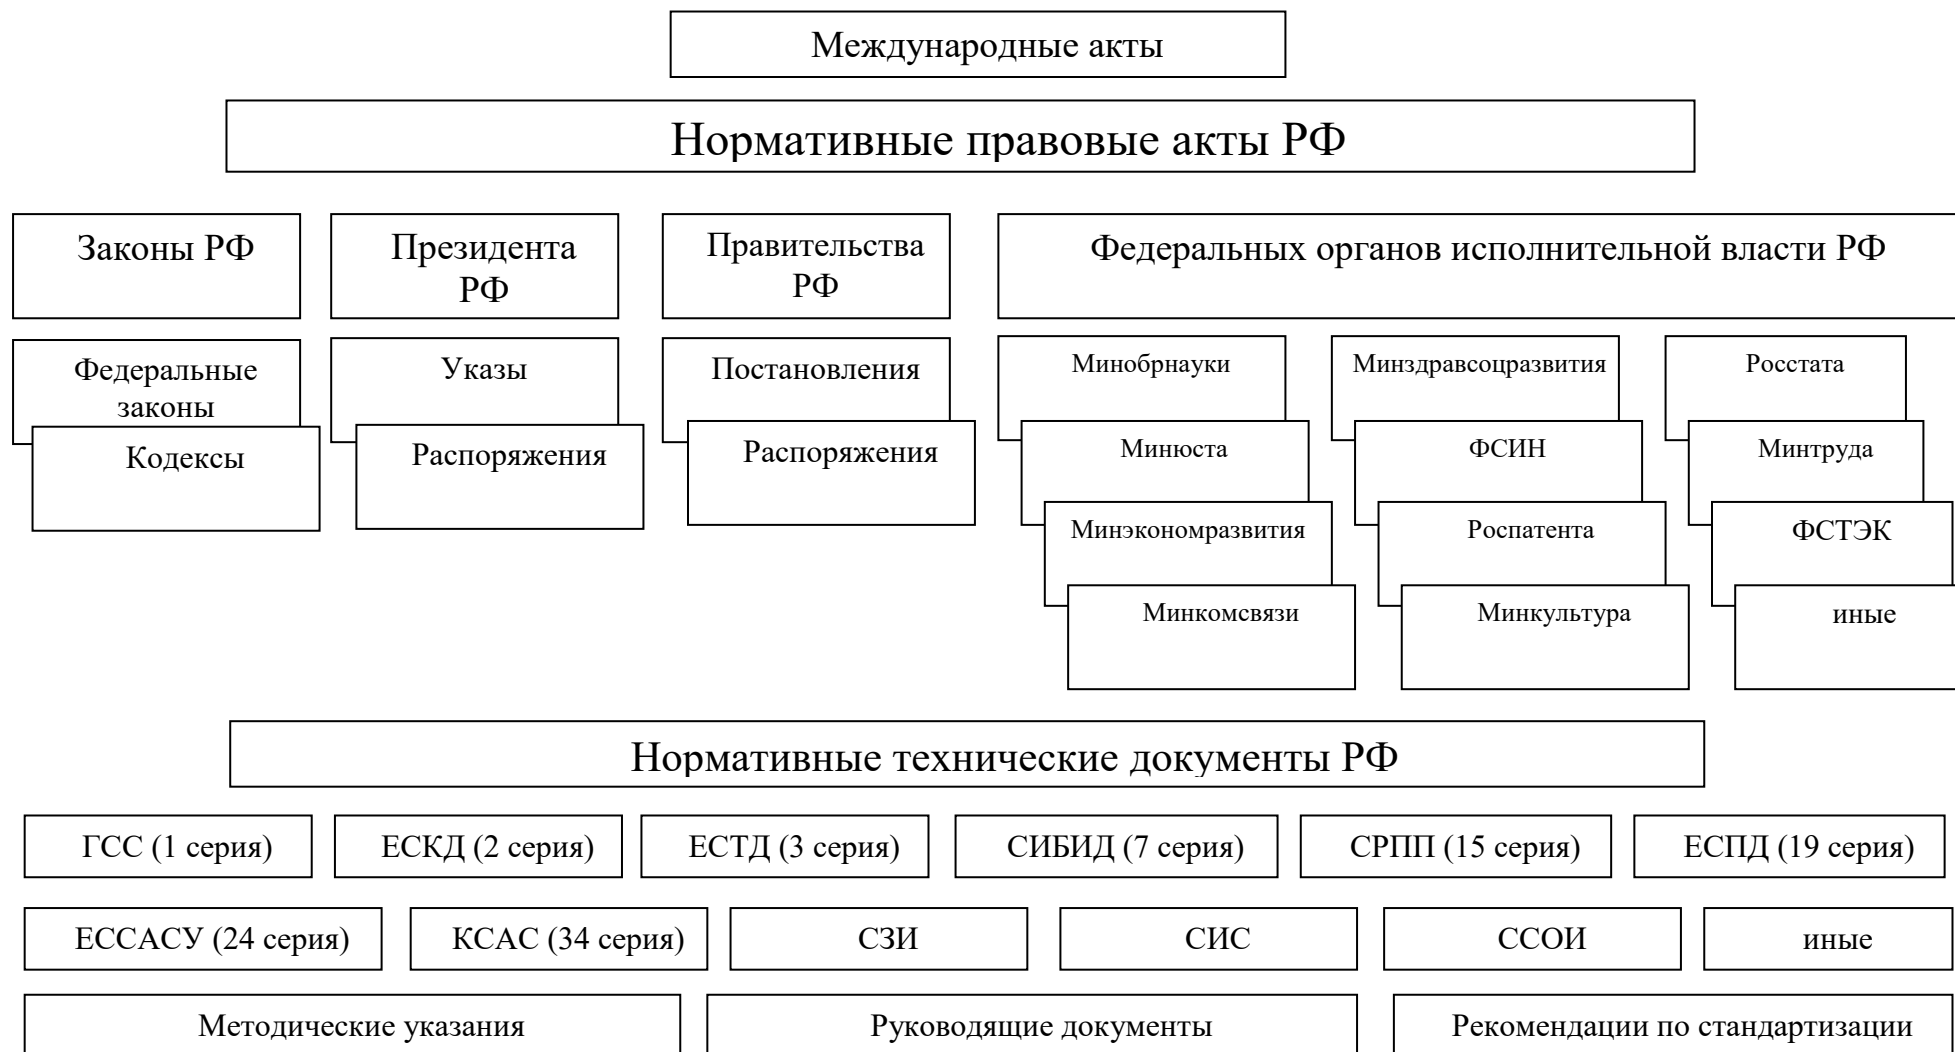 Международные акты
Нормативные правовые акты РФ
Законы РФ
Президента
РФ
Правительства
РФ
Федеральных органов исполнительной власти РФ
Федеральные
законы
Кодексы
Указы
Распоряжения
Постановления
Распоряжения
Минобрнауки
Минюста
Минэкономразвития
Минкомсвязи
Минздравсоцразвития
ФСИН
Роспатента
Минкультура
Росстата
Минтруда
ФСТЭК
иные
Нормативные технические документы РФ
ГСС (1 серия)
ЕСКД (2 серия)
ЕСТД (3 серия)
СИБИД (7 серия)
СРПП (15 серия)
ЕСПД (19 серия)
ЕССАСУ (24 серия)
КСАС (34 серия)
СЗИ
СИС
ССОИ
иные
Методические указания
Руководящие документы
Рекомендации по стандартизации